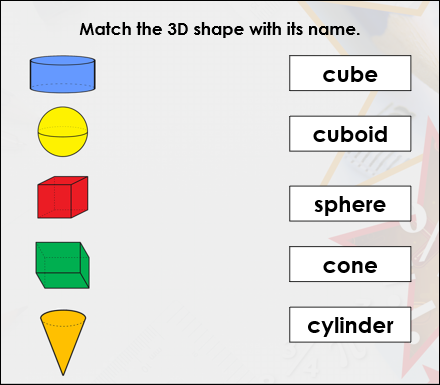 Match the 3D shape with its name.
cube
cuboid
sphere
cone
cylinder